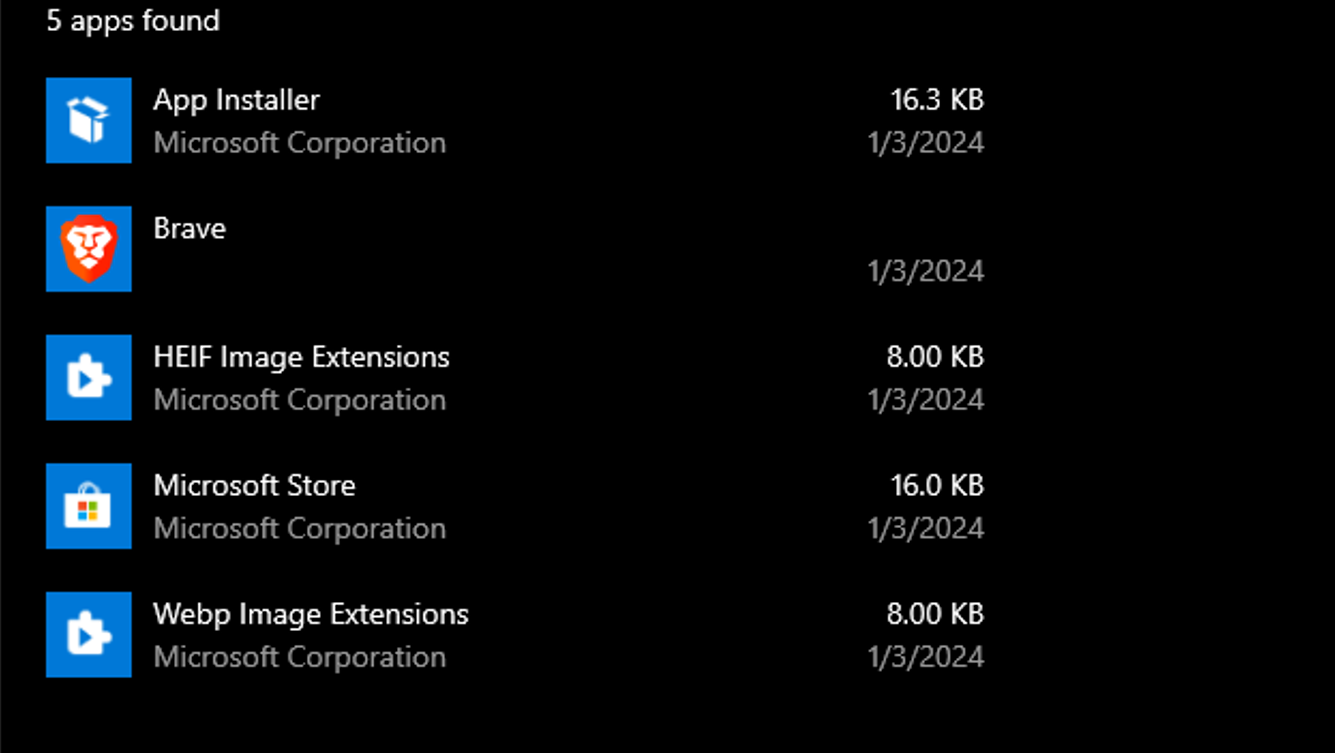 5 apps found
App Installer
16.3 KB
Microsoft Corporation
1/3/2024
Brave
1/3/2024
HEIF Image Extensions
8.00 KB
Microsoft Corporation
1/3/2024
Microsoft Store
16.0 KB
Microsoft Corporation
1/3/2024
Webp Image Extensions
8.00 KB
Microsoft Corporation
1/3/2024